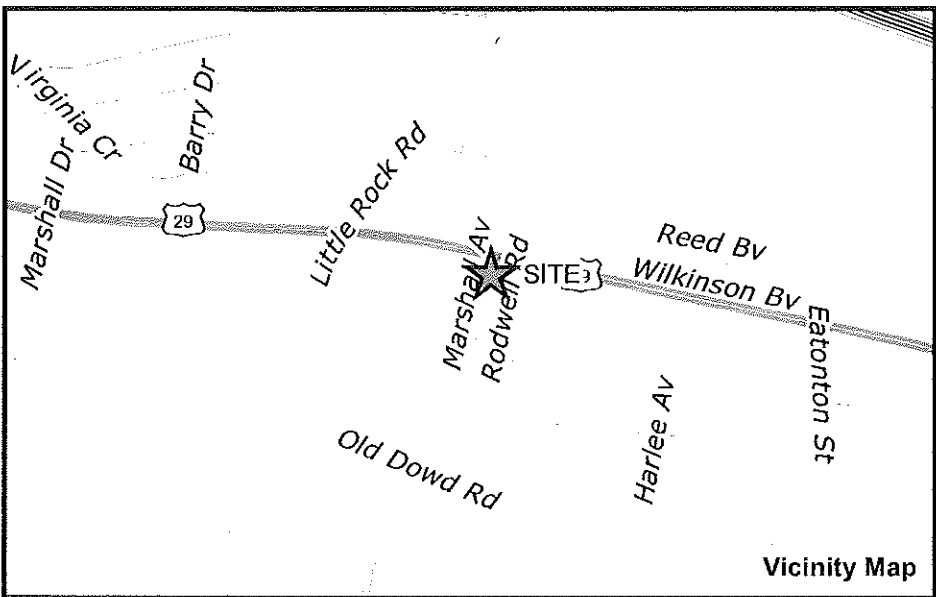 Virginia Cr
Barry Dr
Marshall Dr
29
Little Rock Rd
Marshall Av
Rodwell Rd
SITE
Reed Bv
Wilkinson Bv
Eatonton St
Harlee Av
Old Dowd Rd
Vicinity Map